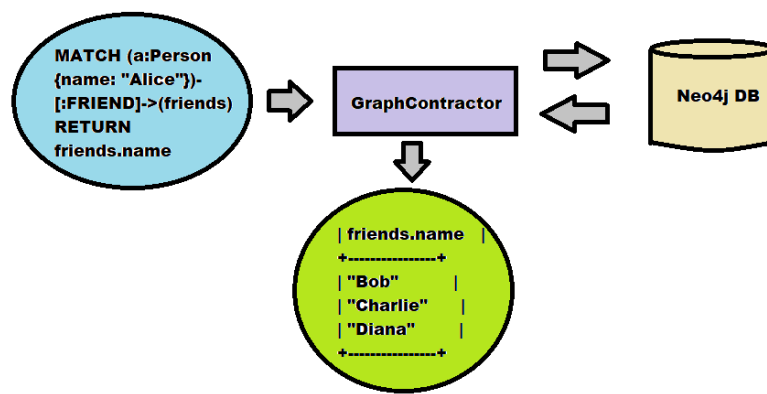 MATCH (a:Person
{name: "Alice"})-
[:FRIEND]->(friends)
RETURN
friends.name
GraphContractor
Neo4j DB
| friends.name |
+----------------+
| "Bob" |
| "Charlie" |
| "Diana" |
+----------------+